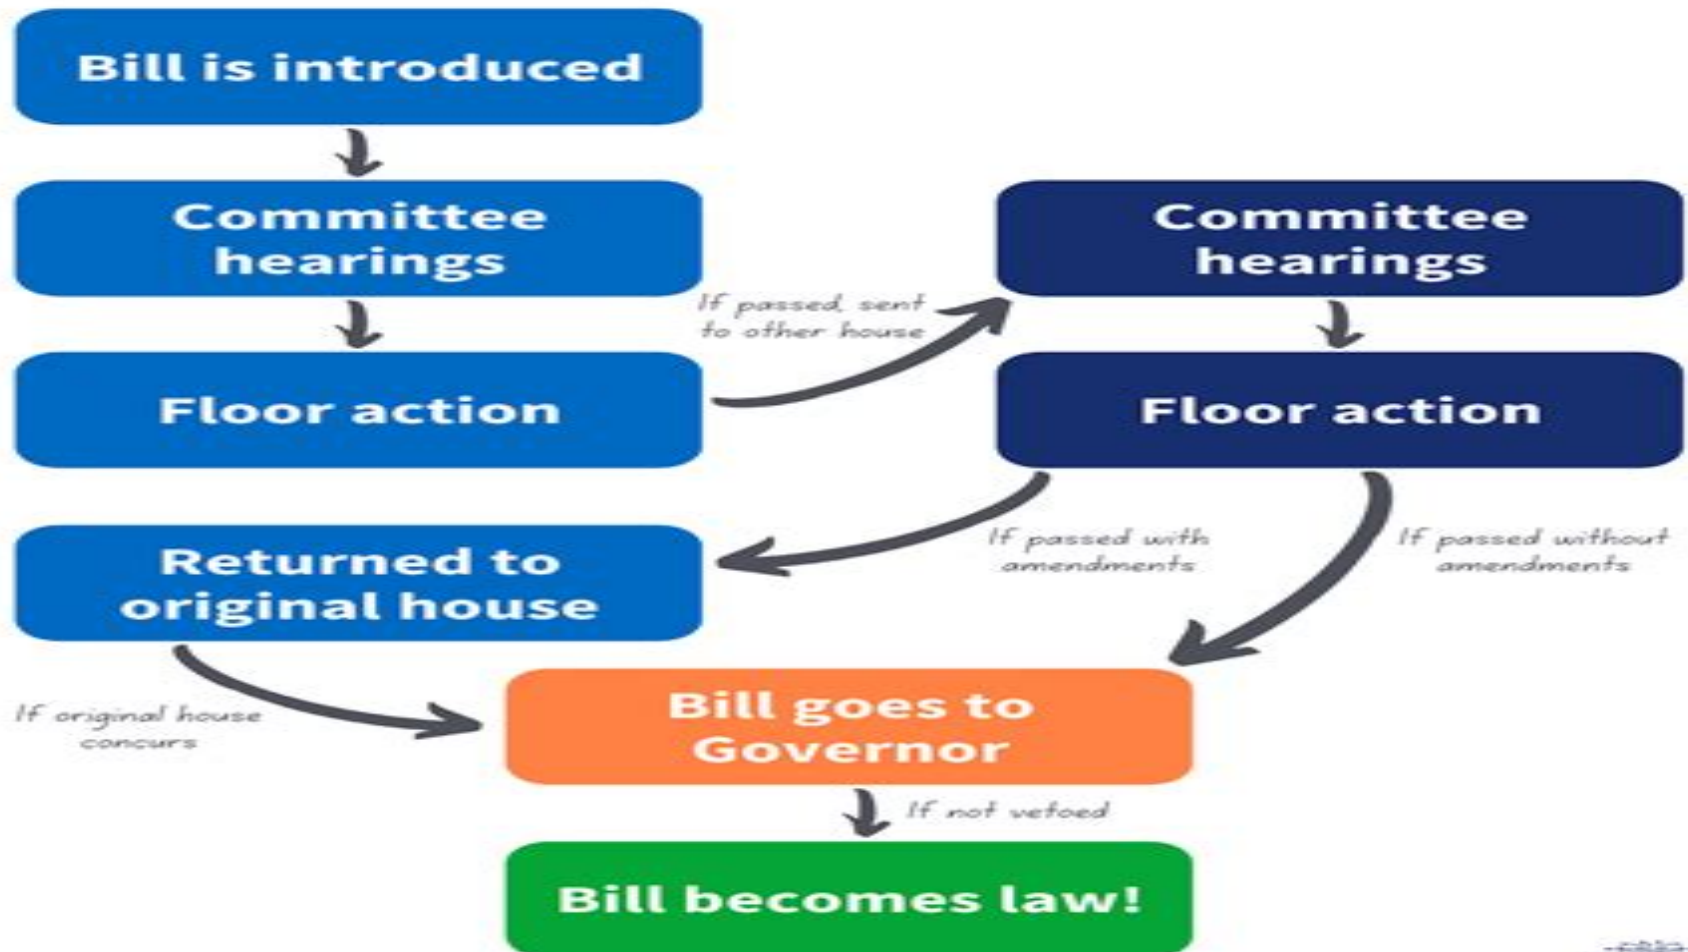 Bill is introduced
Committee
hearings
Floor action
If passed, sent
to other house
Committee
hearings
Floor action
If passed with
amendments
If passed without
amendments
Returned to
original house
If original house
concurs
Bill goes to
Governor
If not vetoed
Bill becomes law!